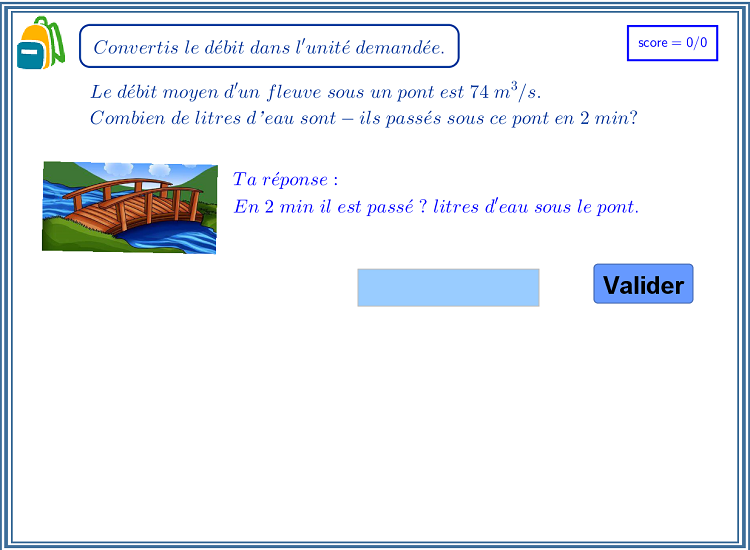 Convertis le débit dans l'unité demandée.
score = 0/0
Le débit moyen d'un fleuve sous un pont est 74 m³/s.
Combien de litres d'eau sont – ils passés sous ce pont en 2 min?
Ta réponse :
En 2 min il est passé ? litres d'eau sous le pont.
Valider